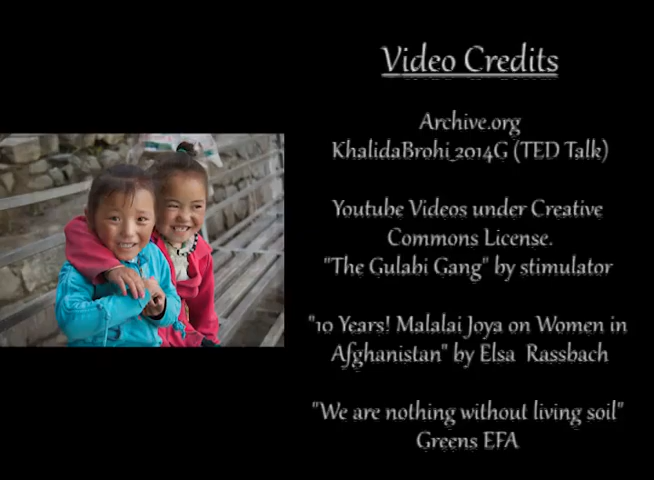 Video Credits
Archive.org
KhalidaBrohi_2014G (TED Talk)
Youtube Videos under Creative
Commons License.
"The Gulabi Gang" by stimulator
"10 Years! Malalai Joya on Women in
Afghanistan" by Elsa Rassbach
"We are nothing without living soil"
Greens EFA